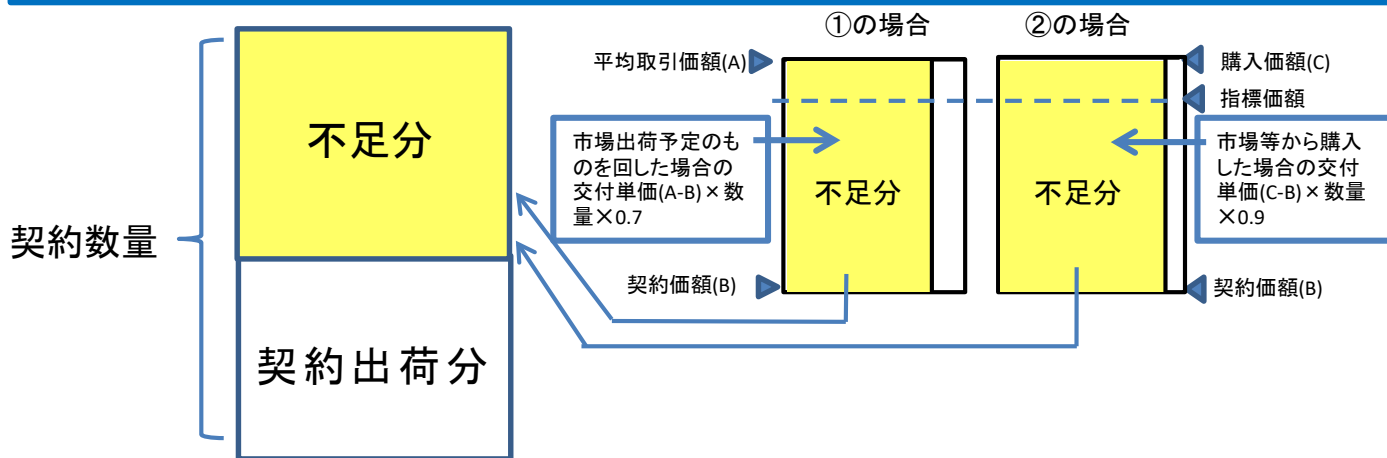 ①の場合
②の場合
平均取引価額(A)
購入価額(C)
指標価額
不足分
市場出荷予定のも
のを回した場合の
交付単価(A-B)×数
量×0.7
不足分
不足分
市場等から購入
した場合の交付
単価(C-B)×数量
×0.9
契約数量
契約価額(B)
契約価額(B)
契約出荷分